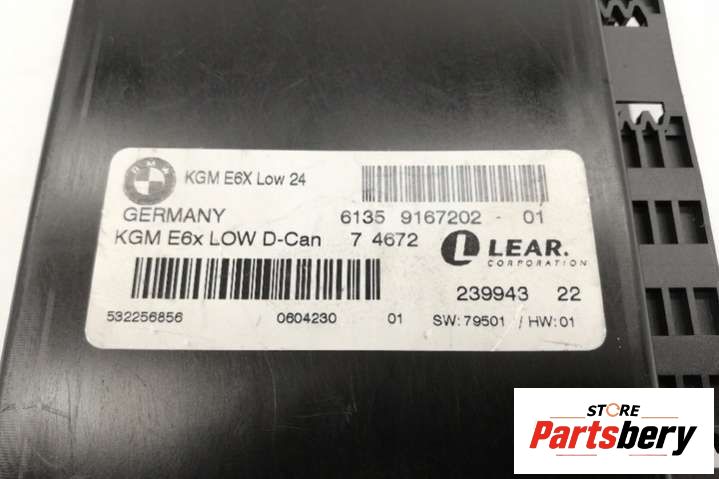 BMW
KGM E6X Low 24
GERMANY 6135 9167202 - 01
KGM E6x LOW D-Can 7 4672
L LEAR.
CORPORATION
239943 22
532256856 0604230 01 SW: 79501 / HW: 01
STORE
Partsbery